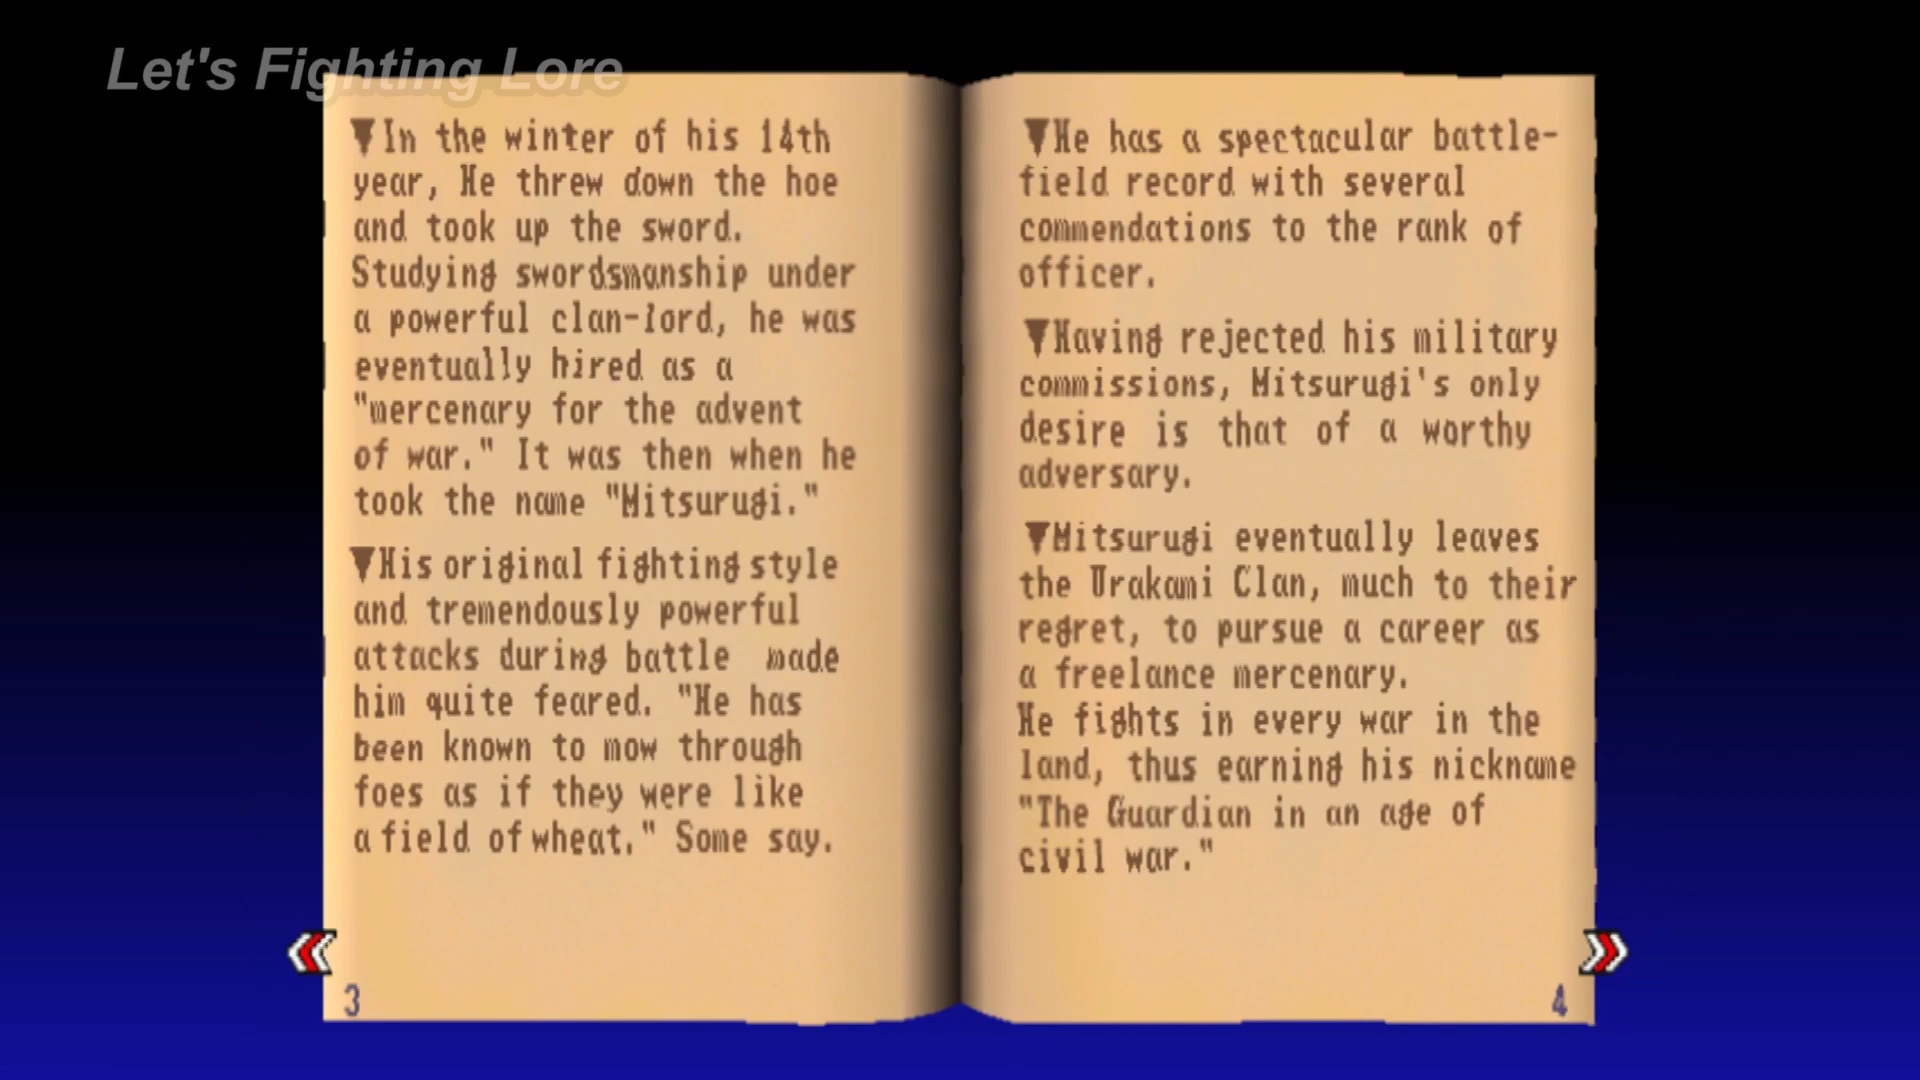 Let's Fighting Lore
▼In the winter of his 14th
year, He threw down the hoe
and took up the sword.
Studying swordsmanship under
a powerful clan-lord, he was
eventually hired as a
"mercenary for the advent
of war." It was then when he
took the name "Mitsurugi."
▼His original fighting style
and tremendously powerful
attacks during battle made
him quite feared. "He has
been known to mow through
foes as if they were like
a field of wheat." Some say.
3
▼He has a spectacular battle-
field record with several
commendations to the rank of
officer.
▼Having rejected his military
commissions, Mitsurugi's only
desire is that of a worthy
adversary.
▼Mitsurugi eventually leaves
the Urakami Clan, much to their
regret, to pursue a career as
a freelance mercenary.
He fights in every war in the
land, thus earning his nickname
"The Guardian in an age of
civil war."
4